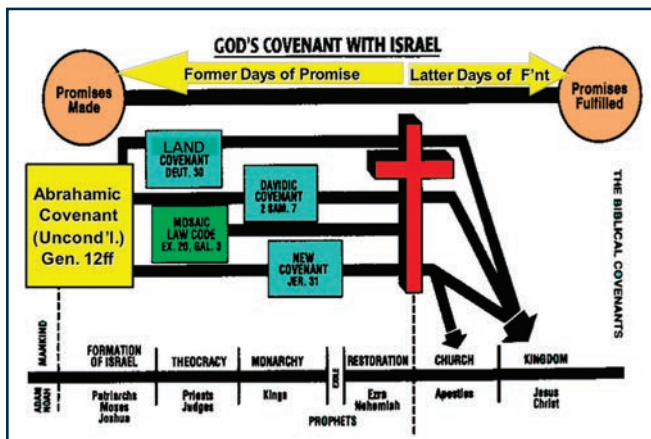 GOD'S COVENANT WITH ISRAEL
Former Days of Promise
Latter Days of F'nt
Promises
Made
Promises
Fulfilled
LAND
COVENANT
DEUT. 30
DAVIDIC
COVENANT
2 SAM. 7
Abrahamic
Covenant
(Uncond'l.)
Gen. 12ff
MOSAIC
LAW CODE
EX. 20, GAL. 3
NEW
COVENANT
JER. 31
THE BIBLICAL COVENANTS
MANKIND
FORMATION
OF ISRAEL
THEOCRACY
MONARCHY
EXILE
RESTORATION
CHURCH
KINGDOM
ADAM
NOAH
Patriarchs
Moses
Joshua
Priests
Judges
Kings
Ezra
Nehemiah
Apostles
Jesus
Christ
PROPHETS